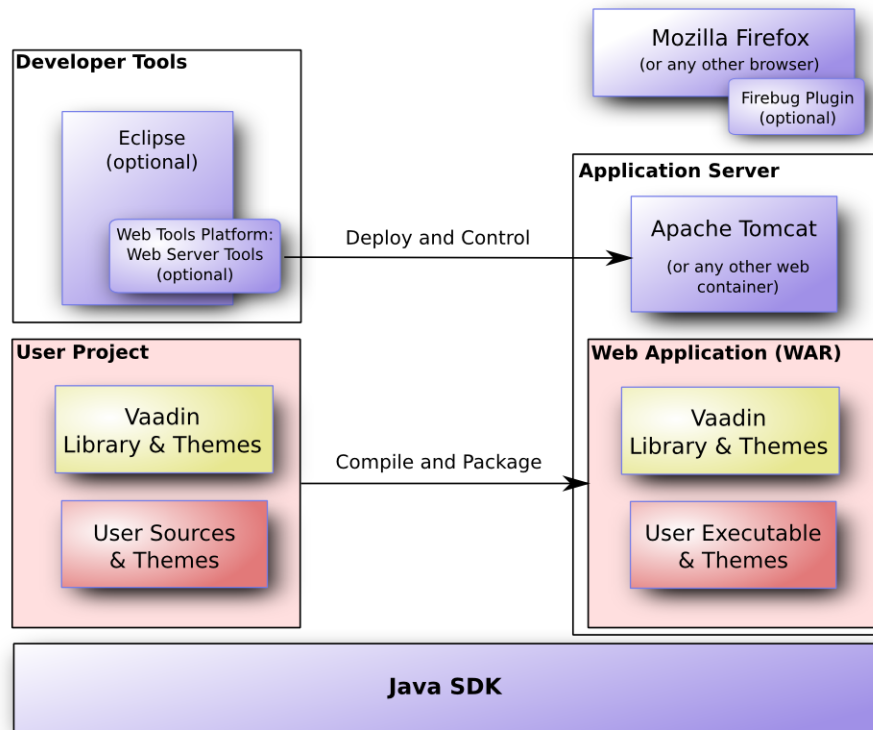 Developer Tools
Eclipse
(optional)
Web Tools Platform:
Web Server Tools
(optional)
Mozilla Firefox
(or any other browser)
Firebug Plugin
(optional)
Deploy and Control
Application Server
Apache Tomcat
(or any other web
container)
User Project
Vaadin
Library & Themes
User Sources
& Themes
Compile and Package
Web Application (WAR)
Vaadin
Library & Themes
User Executable
& Themes
Java SDK